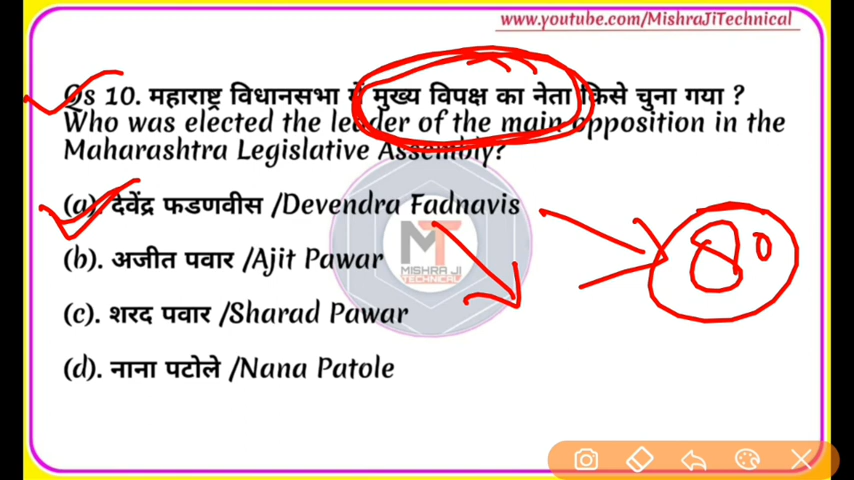 www.youtube.com/MishraJiTechnical
Qs 10. महाराष्ट्र विधानसभा में मुख्य विपक्ष का नेता किसे चुना गया ?
Who was elected the leader of the main opposition in the
Maharashtra Legislative Assembly?
(a). देवेंद्र फडणवीस /Devendra Fadnavis
(b). अजीत पवार /Ajit Pawar
(c). शरद पवार /Sharad Pawar
(d). नाना पटोले /Nana Patole
MT
MISHRA JI
TECHNICAL